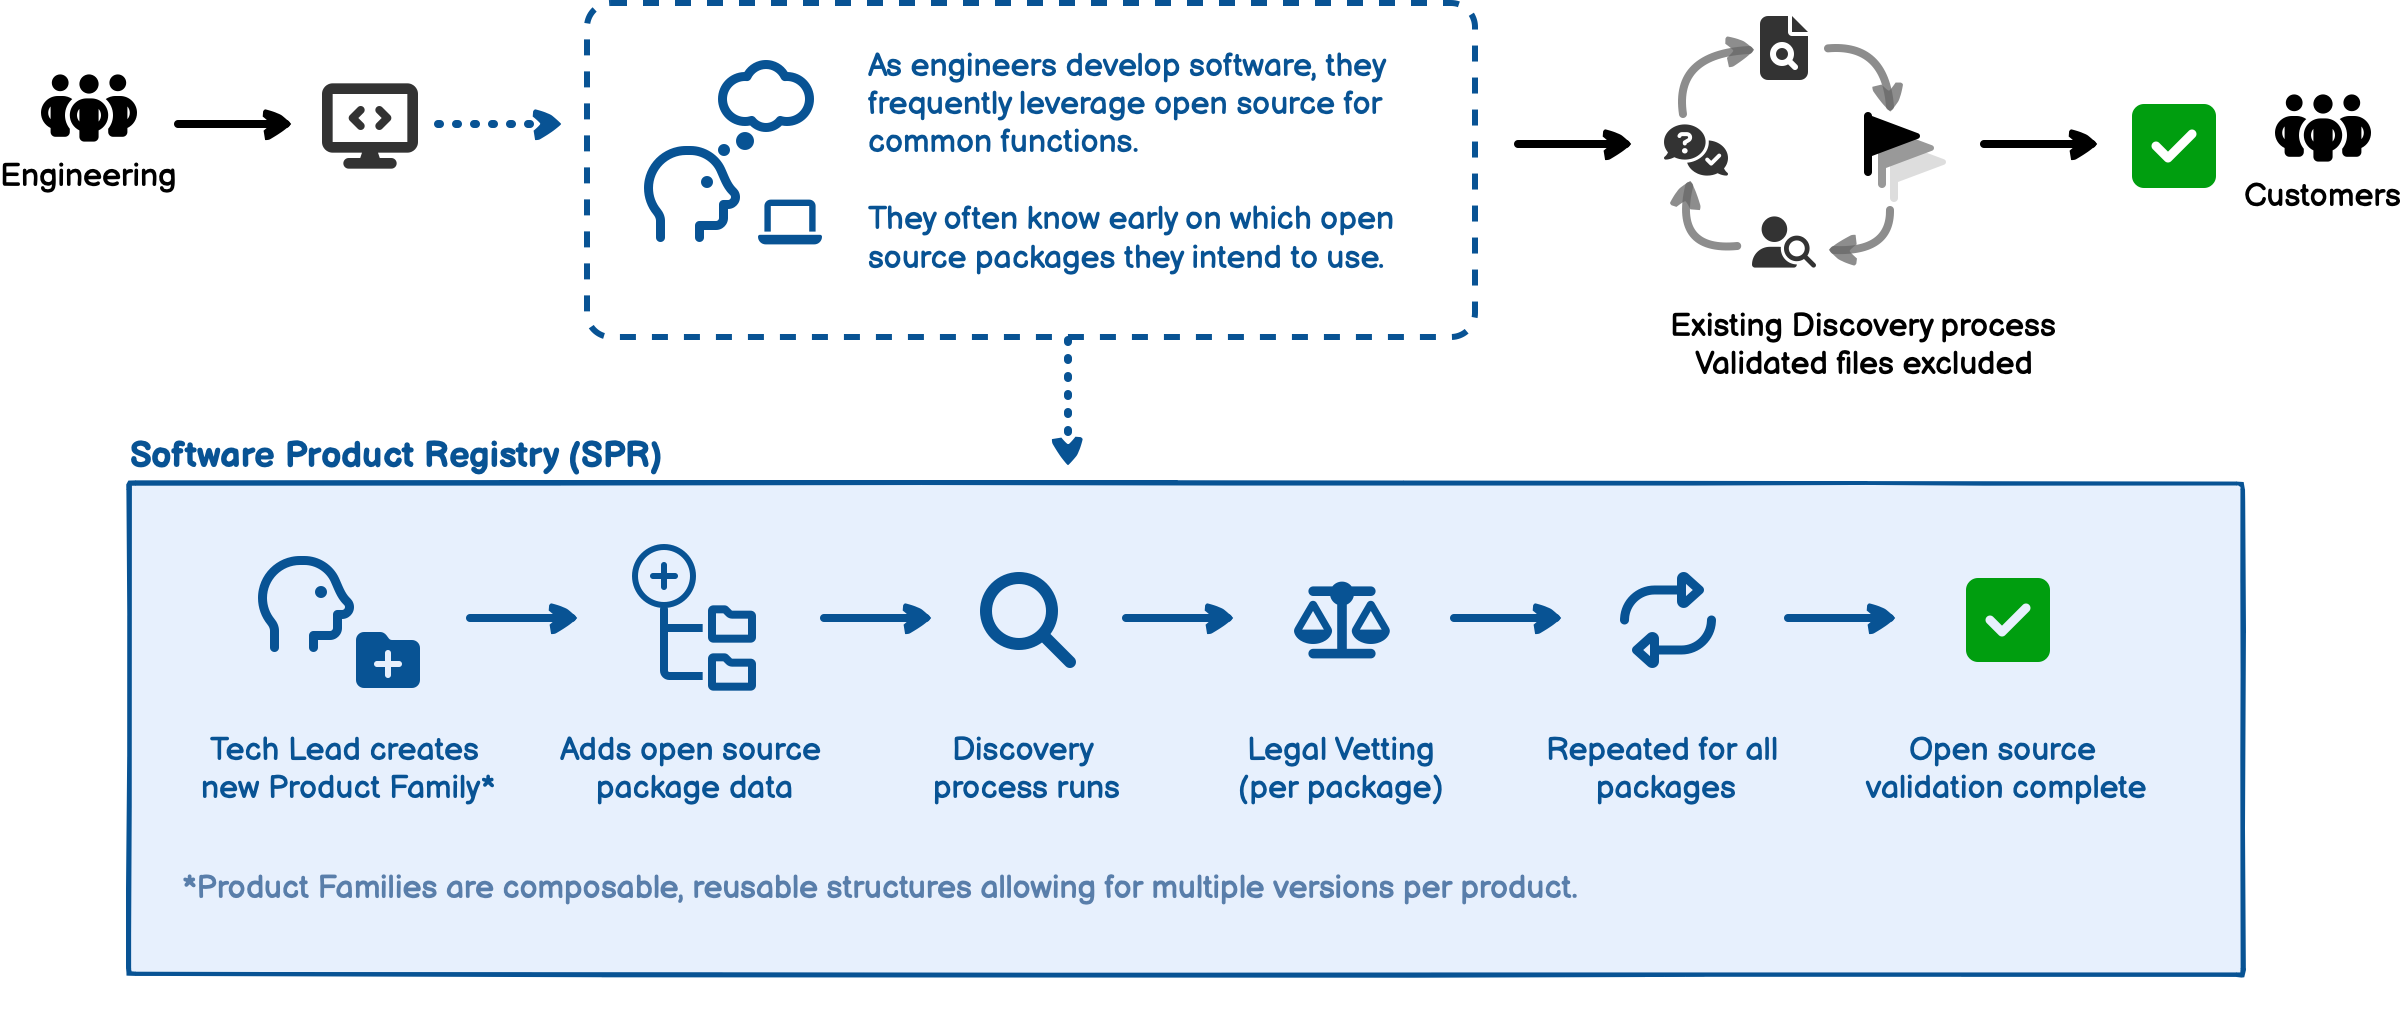 Engineering
As engineers develop software, they
frequently leverage open source for
common functions.
They often know early on which open
source packages they intend to use.
Customers
Existing Discovery process
Validated files excluded
Software Product Registry (SPR)
Tech Lead creates
new Product Family*
Adds open source
package data
Discovery
process runs
Legal Vetting
(per package)
Repeated for all
packages
Open source
validation complete
*Product Families are composable, reusable structures allowing for multiple versions per product.